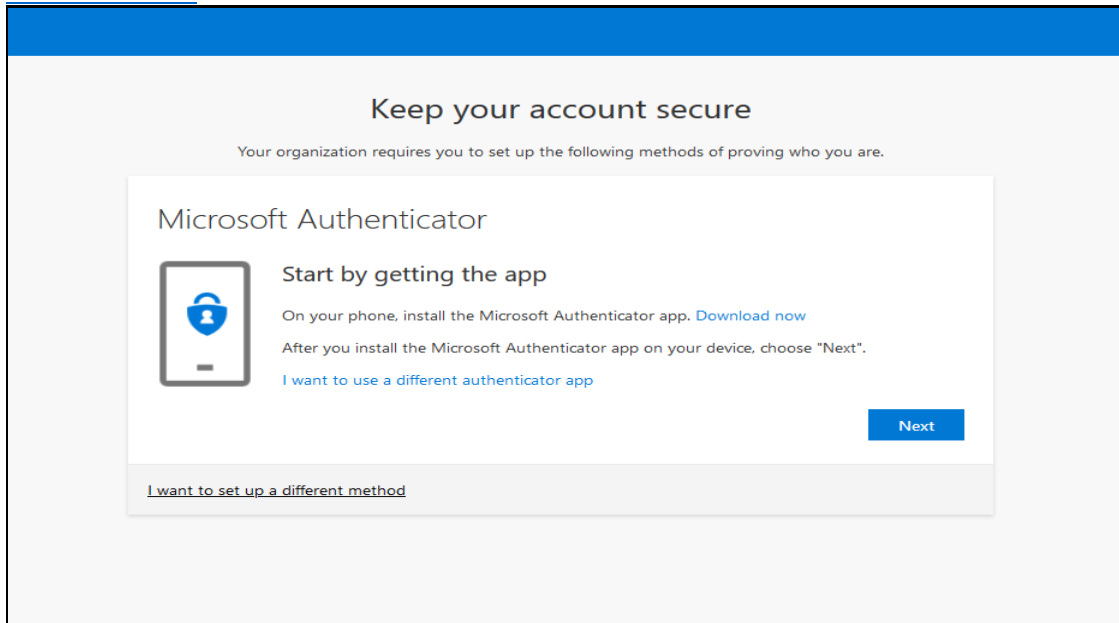 Keep your account secure
Your organization requires you to set up the following methods of proving who you are.
Microsoft Authenticator
Start by getting the app
On your phone, install the Microsoft Authenticator app. Download now
After you install the Microsoft Authenticator app on your device, choose "Next".
I want to use a different authenticator app
Next
I want to set up a different method